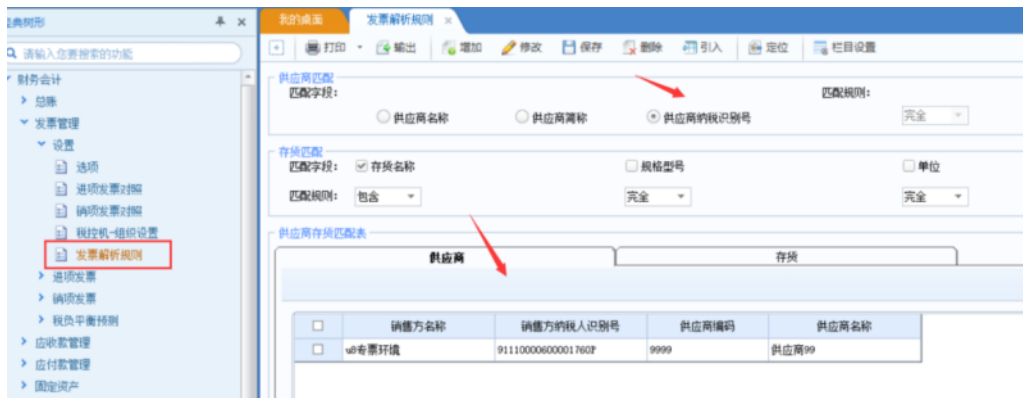 经典树形
请输入您要搜索的功能
财务会计
总账
发票管理
设置
选项
进项发票对照
销项发票对照
税控机-组织设置
发票解析规则
进项发票
销项发票
税负平衡预测
应收款管理
应付款管理
固定资产
我的桌面 发票解析规则 ×
打印 输出 增加 修改 保存 删除 引入 定位 栏目设置
供应商匹配
匹配字段: 匹配规则:
供应商名称 供应商简称 供应商纳税识别号 完全
存货匹配
匹配字段: 存货名称 规格型号 单位
匹配规则: 包含 完全 完全
供应商存货匹配表
供应商 存货
销售方名称 销售方纳税人识别号 供应商编码 供应商名称
u8专票环境 91110000600001760P 9999 供应商99